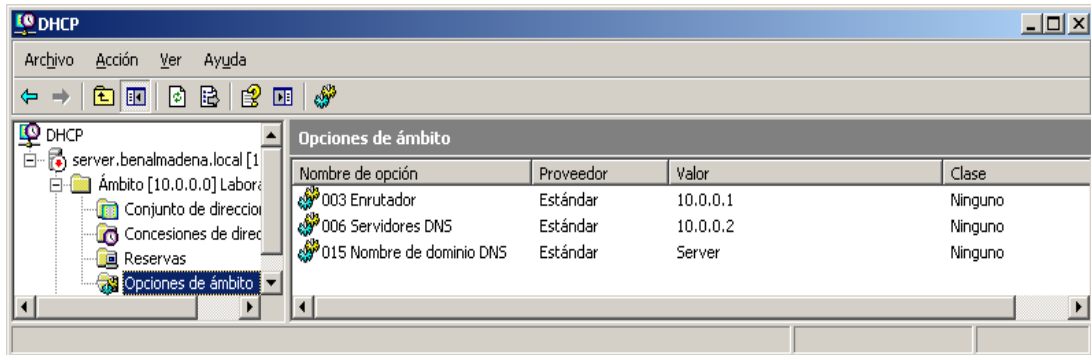 DHCP
Archivo Acción Ver Ayuda
DHCP
server.benalmadena.local [1
Ámbito [10.0.0.0] Labora
Conjunto de direccion
Concesiones de direc
Reservas
Opciones de ámbito
Opciones de ámbito
Nombre de opción Proveedor Valor Clase
003 Enrutador Estándar 10.0.0.1 Ninguno
006 Servidores DNS Estándar 10.0.0.2 Ninguno
015 Nombre de dominio DNS Estándar Server Ninguno